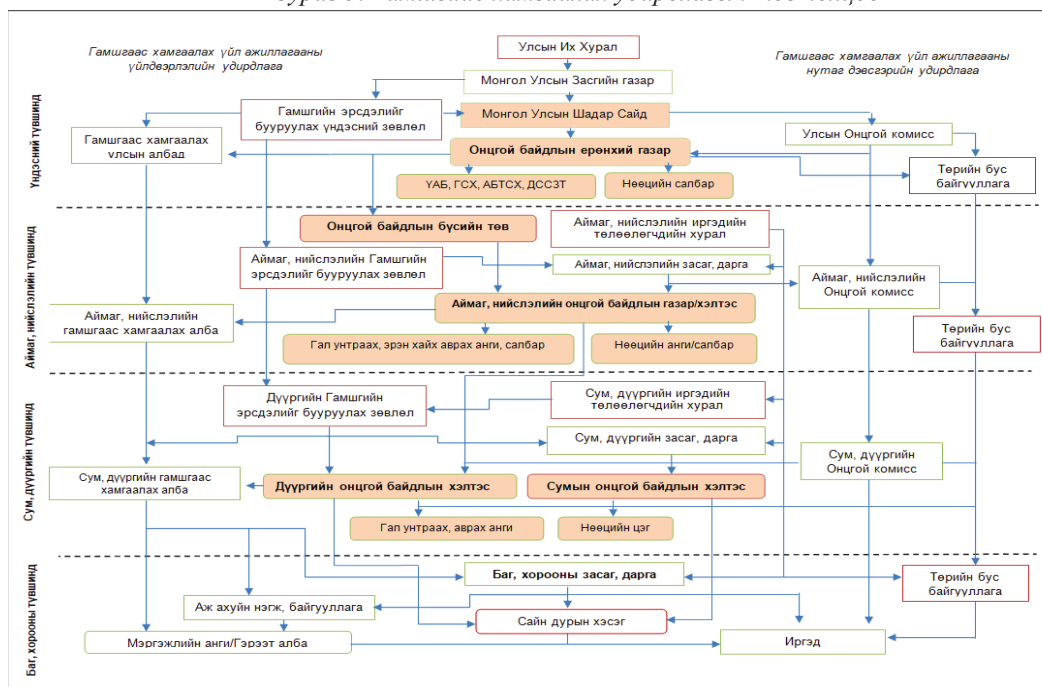 Гамшгаас хамгаалах үйл ажиллагааны
үйлдвэрлэлийн удирдлага
Улсын Их Хурал
Гамшгаас хамгаалах үйл ажиллагааны
нутаг дэвсгэрийн удирдлага
Үндэсний түвшинд
Монгол Улсын Засгийн газар
Гамшгийн эрсдэлийг
бууруулах үндэсний зөвлөл
Монгол Улсын Шадар Сайд
Гамшгаас хамгаалах
улсын албад
Улсын Онцгой комисс
Онцгой байдлын ерөнхий газар
Төрийн бус
байгууллага
ҮАБ, ГСХ, АБТСХ, ДССЗТ
Нөөцийн салбар
Аймаг, нийслэлийн түвшинд
Онцгой байдлын бүсийн төв
Аймаг, нийслэлийн иргэдийн
төлөөлөгчдийн хурал
Аймаг, нийслэлийн Гамшгийн
эрсдэлийг бууруулах зөвлөл
Аймаг, нийслэлийн засаг, дарга
Аймаг, нийслэлийн
Онцгой комисс
Аймаг, нийслэлийн онцгой байдлын газар/хэлтэс
Аймаг, нийслэлийн
гамшгаас хамгаалах алба
Төрийн бус
байгууллага
Гал унтраах, эрэн хайх аврах анги, салбар
Нөөцийн анги/салбар
Сум, дүүргийн түвшинд
Дүүргийн Гамшгийн
эрсдэлийг бууруулах зөвлөл
Сум, дүүргийн иргэдийн
төлөөлөгчдийн хурал
Сум, дүүргийн засаг, дарга
Сум, дүүргийн
Онцгой комисс
Сум, дүүргийн гамшгаас
хамгаалах алба
Дүүргийн онцгой байдлын хэлтэс
Сумын онцгой байдлын хэлтэс
Гал унтраах, аврах анги
Нөөцийн цэг
Баг, хорооны түвшинд
Баг, хорооны засаг, дарга
Төрийн бус
байгууллага
Аж ахуйн нэгж, байгууллага
Сайн дурын хэсэг
Мэргэжлийн анги/Гэрээт алба
Иргэд